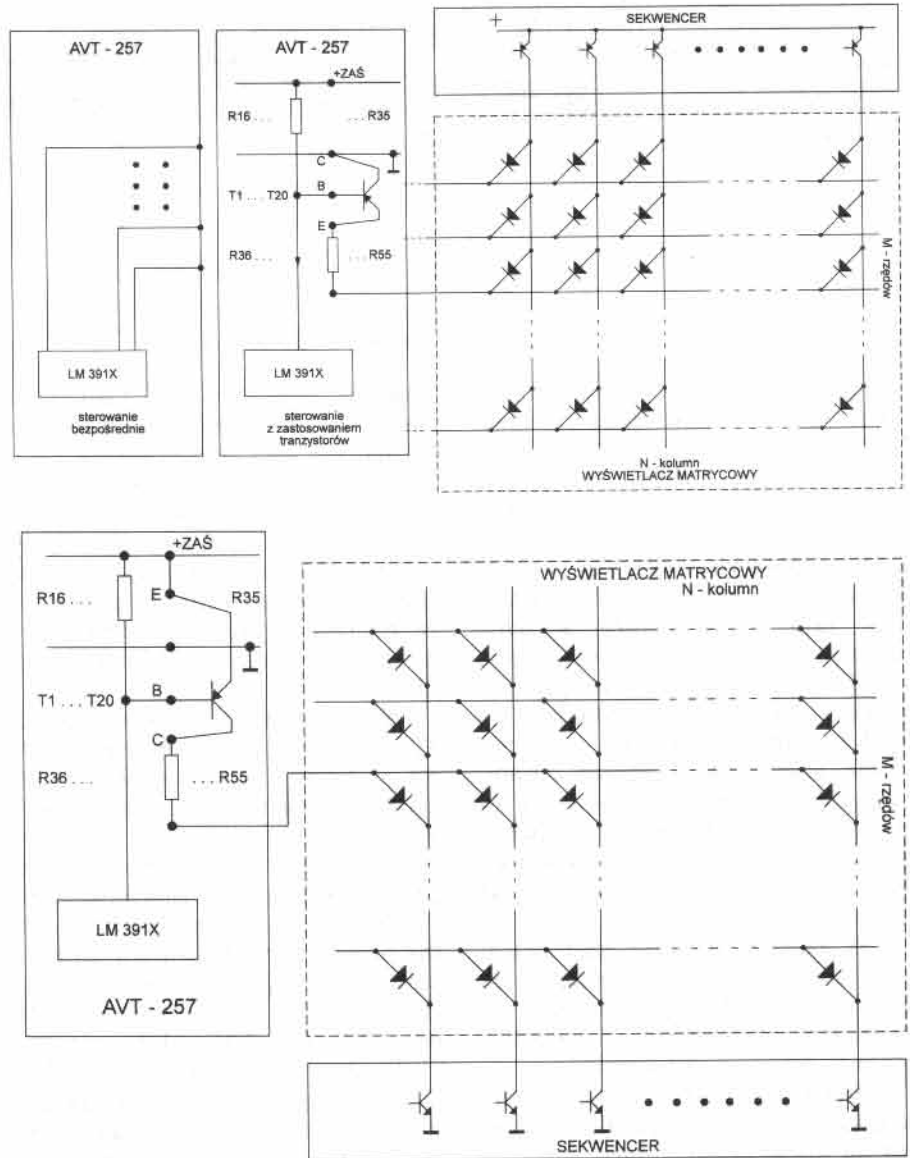 AVT - 257
LM 391X
sterowanie
bezpośrednie
AVT - 257
+ZAŚ
R16 . . .
. . . R35
C
T1 . . . T20
B
E
R36 . . .
. . . R55
LM 391X
sterowanie
z zastosowaniem
tranzystorów
+
SEKWENCER
M - rzędów
N - kolumn
WYŚWIETLACZ MATRYCOWY
+ZAŚ
R16 . . .
E
R35
T1 . . . T20
B
C
R36 . . .
. . . R55
LM 391X
AVT - 257
WYŚWIETLACZ MATRYCOWY
N - kolumn
M - rzędów
SEKWENCER